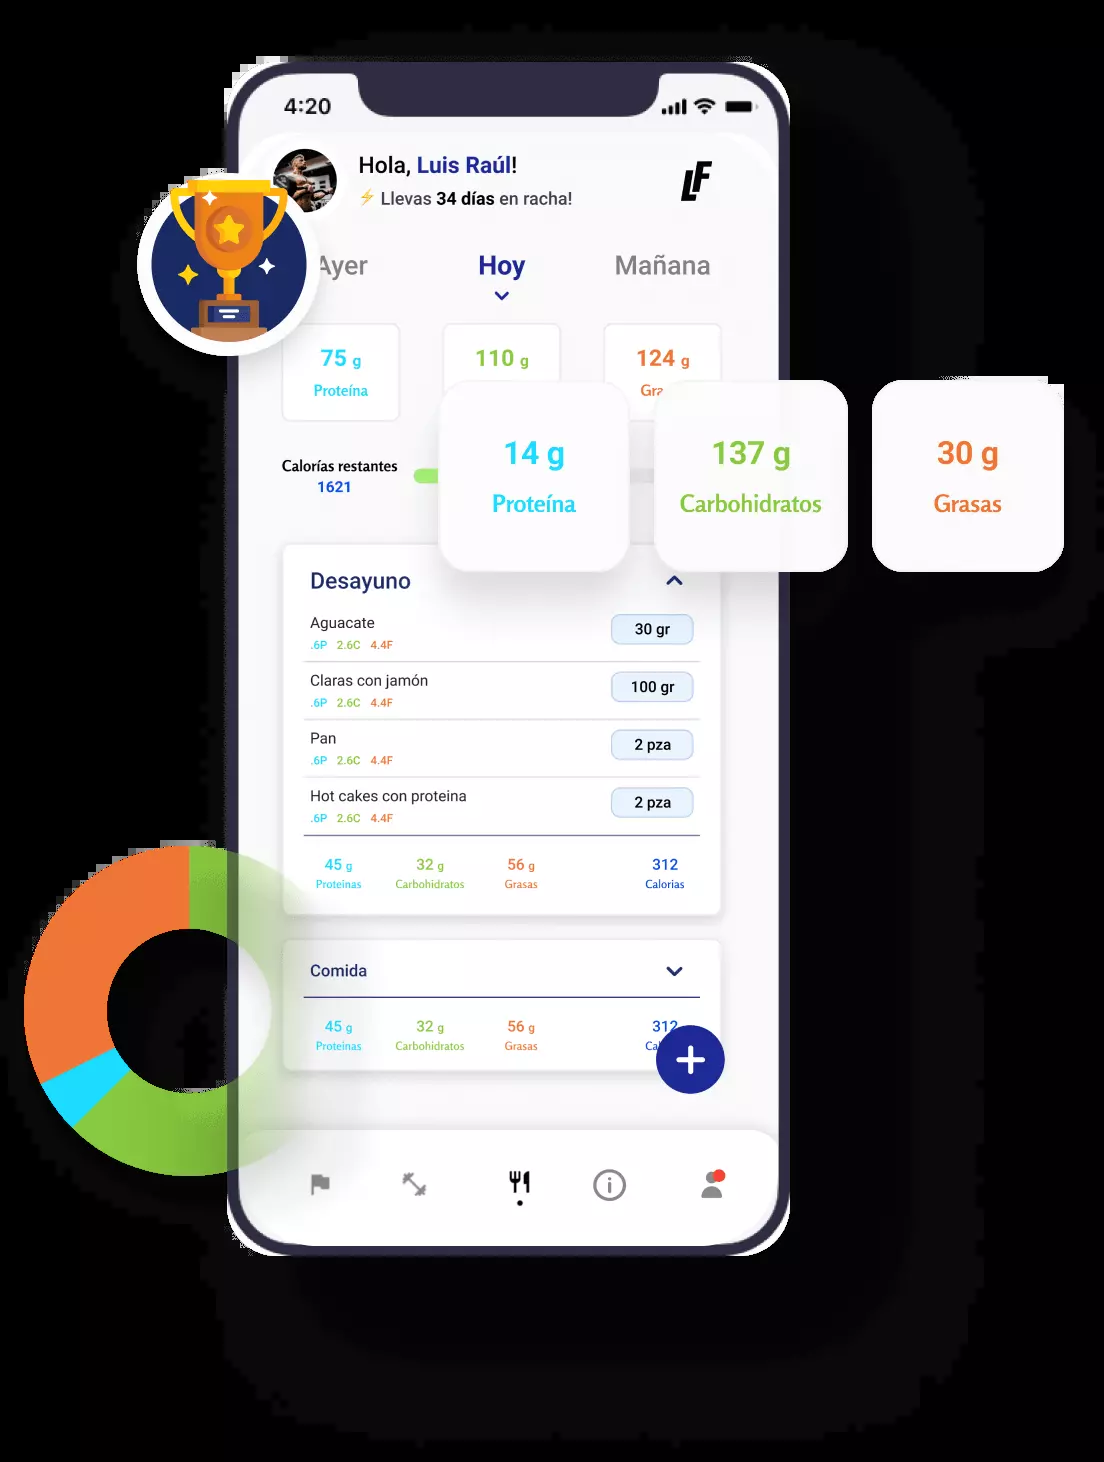 4:20
Hola, Luis Raúl!
⚡ Llevas 34 días en racha!
LF
Ayer Hoy Mañana
75 g 110 g 124 g
Proteína
14 g 137 g 30 g
Proteína Carbohidratos Grasas
Calorías restantes
1621
Desayuno
Aguacate 30 gr
.6P 2.6C 4.4F
Claras con jamón 100 gr
.6P 2.6C 4.4F
Pan 2 pza
.6P 2.6C 4.4F
Hot cakes con proteina 2 pza
.6P 2.6C 4.4F
45 g 32 g 56 g 312
Proteinas Carbohidratos Grasas Calorias
Comida
45 g 32 g 56 g 312
Proteinas Carbohidratos Grasas